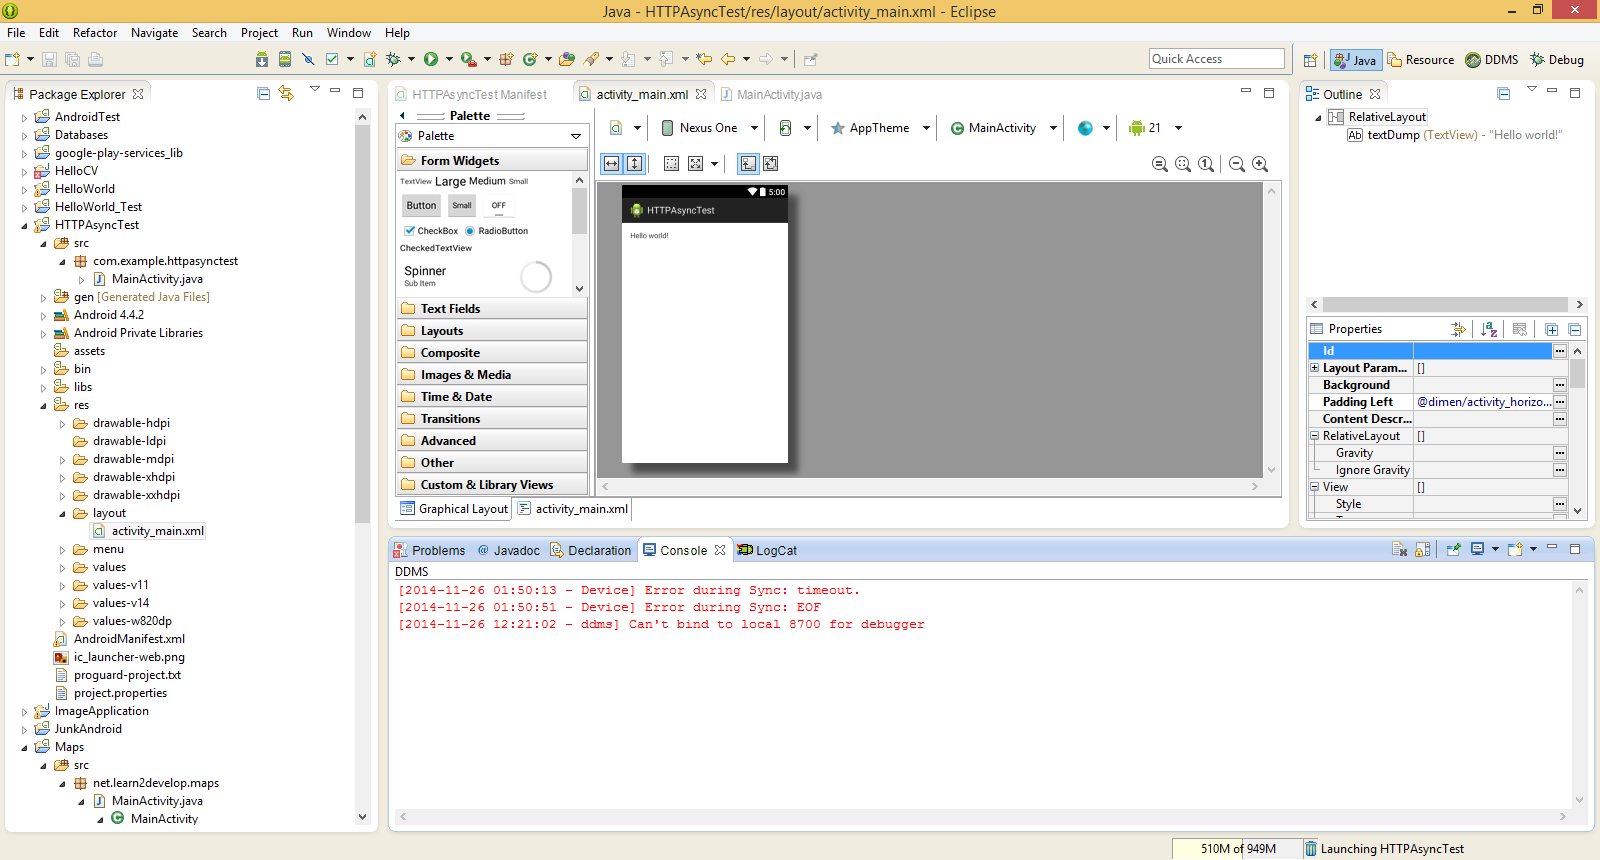 Java - HTTPAsyncTest/res/layout/activity_main.xml - Eclipse
File Edit Refactor Navigate Search Project Run Window Help
Quick Access
Java Resource DDMS Debug
Package Explorer
AndroidTest
Databases
google-play-services_lib
HelloCV
HelloWorld
HelloWorld_Test
HTTPAsyncTest
src
com.example.httpasynctest
MainActivity.java
gen [Generated Java Files]
Android 4.4.2
Android Private Libraries
assets
bin
libs
res
drawable-hdpi
drawable-ldpi
drawable-mdpi
drawable-xhdpi
drawable-xxhdpi
layout
activity_main.xml
menu
values
values-v11
values-v14
values-w820dp
AndroidManifest.xml
ic_launcher-web.png
proguard-project.txt
project.properties
ImageApplication
JunkAndroid
Maps
src
net.learn2develop.maps
MainActivity.java
MainActivity
HTTPAsyncTest Manifest activity_main.xml MainActivity.java
Palette
Palette
Form Widgets
TextView Large Medium Small
Button Small OFF
CheckBox RadioButton
CheckedTextView
Spinner
Sub Item
Text Fields
Layouts
Composite
Images & Media
Time & Date
Transitions
Advanced
Other
Custom & Library Views
Nexus One AppTheme MainActivity 21
5:00
HTTPAsyncTest
Hello world!
Graphical Layout activity_main.xml
Outline
RelativeLayout
Ab textDump (TextView) - "Hello world!"
Properties
Id
Layout Param... []
Background
Padding Left @dimen/activity_horizo...
Content Descr...
RelativeLayout []
Gravity
Ignore Gravity
View []
Style
Problems Javadoc Declaration Console LogCat
DDMS
[2014-11-26 01:50:13 - Device] Error during Sync: timeout.
[2014-11-26 01:50:51 - Device] Error during Sync: EOF
[2014-11-26 12:21:02 - ddms] Can't bind to local 8700 for debugger
510M of 949M Launching HTTPAsyncTest